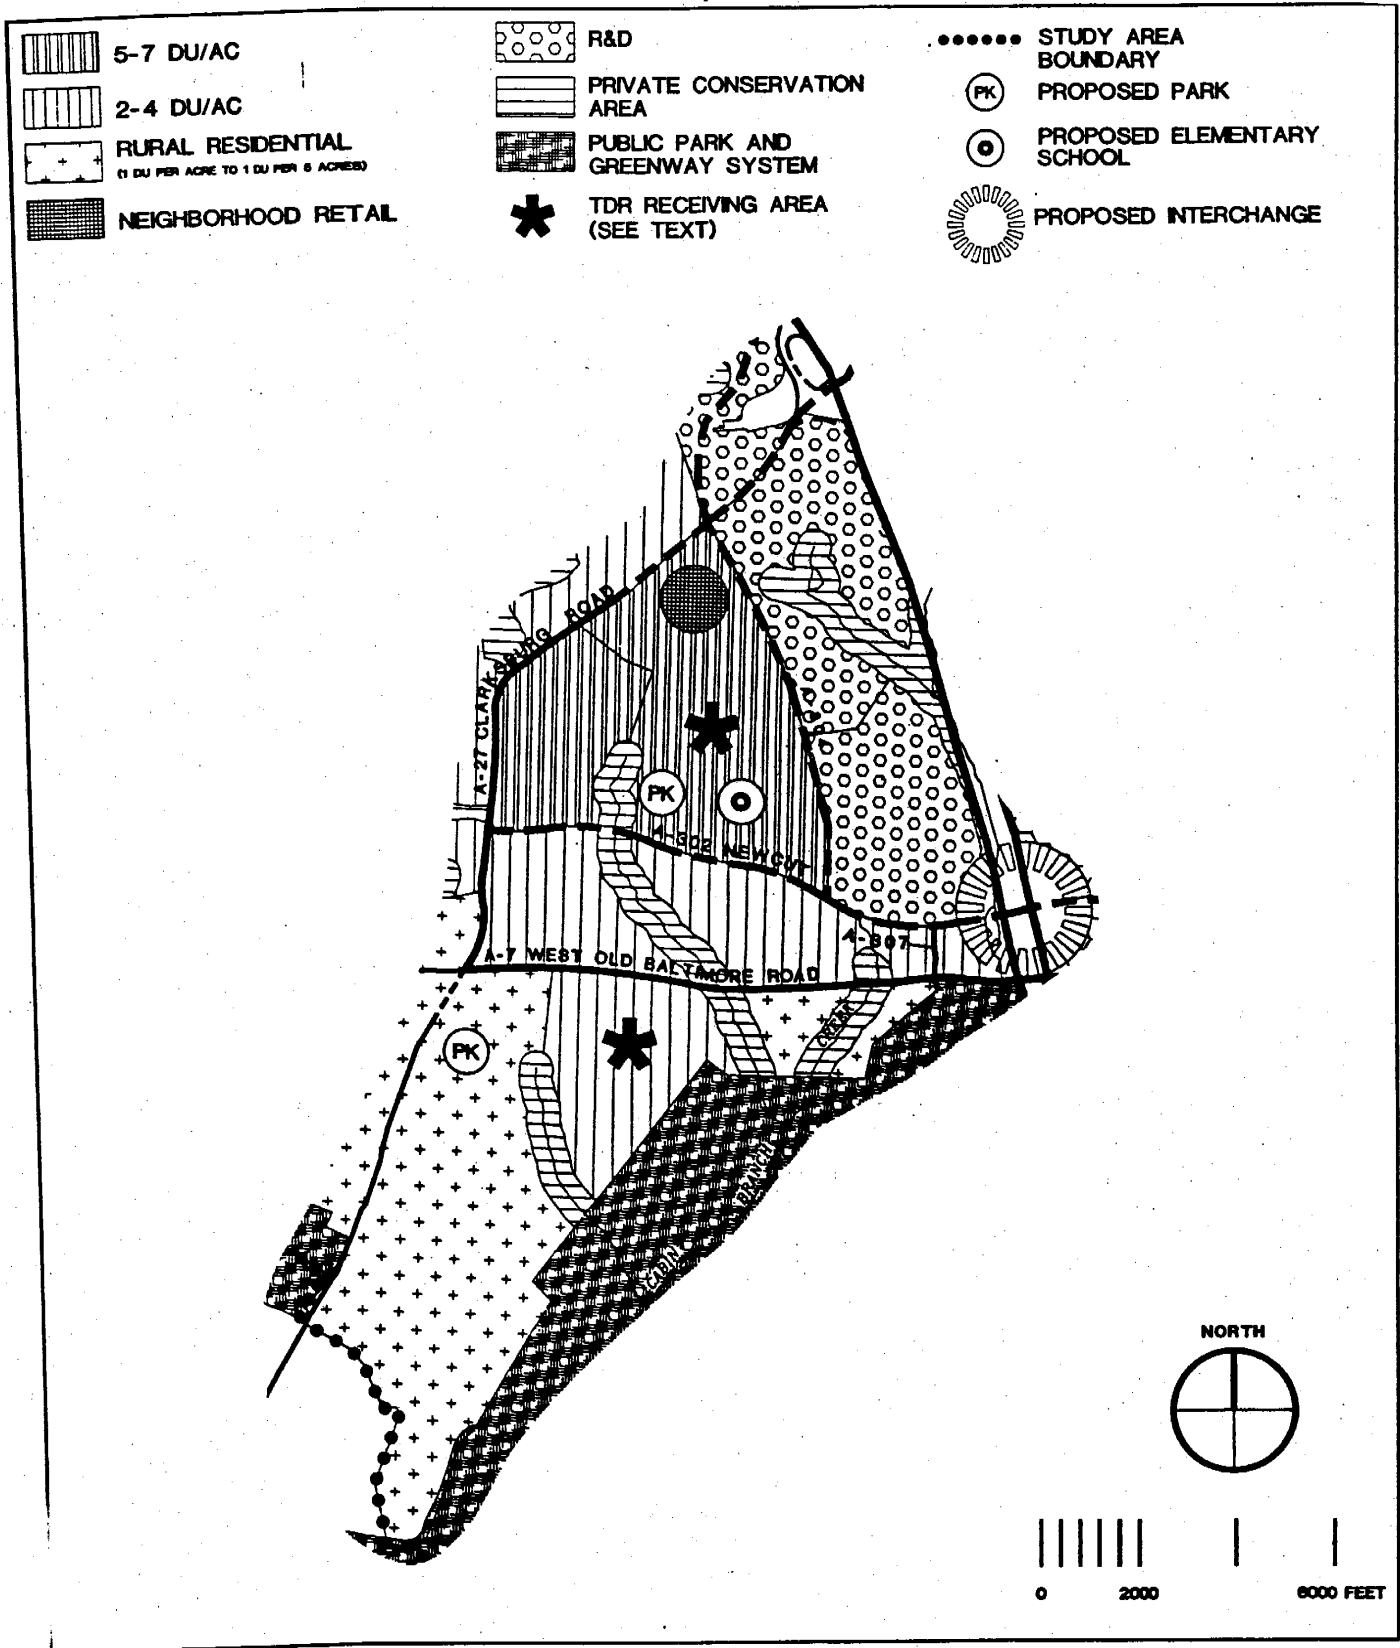 5-7 DU/AC
2-4 DU/AC
RURAL RESIDENTIAL
(1 DU PER ACRE TO 1 DU PER 5 ACRES)
NEIGHBORHOOD RETAIL
R&D
PRIVATE CONSERVATION
AREA
PUBLIC PARK AND
GREENWAY SYSTEM
TDR RECEIVING AREA
(SEE TEXT)
STUDY AREA
BOUNDARY
PK
PROPOSED PARK
PROPOSED ELEMENTARY
SCHOOL
PROPOSED INTERCHANGE
A-27 CLARKSBURG ROAD
PK
A-302 NEWCUT
A-307
A-7 WEST OLD BALTIMORE ROAD
CREEK
PK
CABIN BRANCH
NORTH
0 2000 6000 FEET